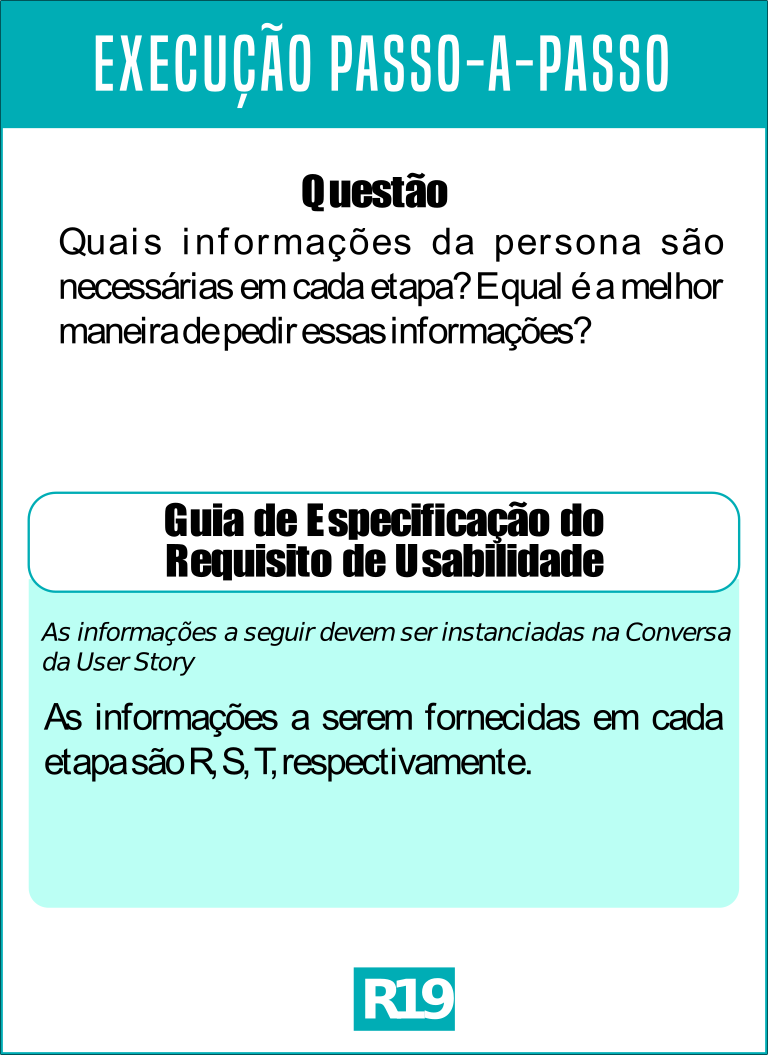 EXECUÇÃO PASSO-A-PASSO
Questão
Quais informações da persona são
necessárias em cada etapa? E qual é a melhor
maneira de pedir essas informações?
Guia de Especificação do
Requisito de Usabilidade
As informações a seguir devem ser instanciadas na Conversa
da User Story
As informações a serem fornecidas em cada
etapa são R, S, T, respectivamente.
R19